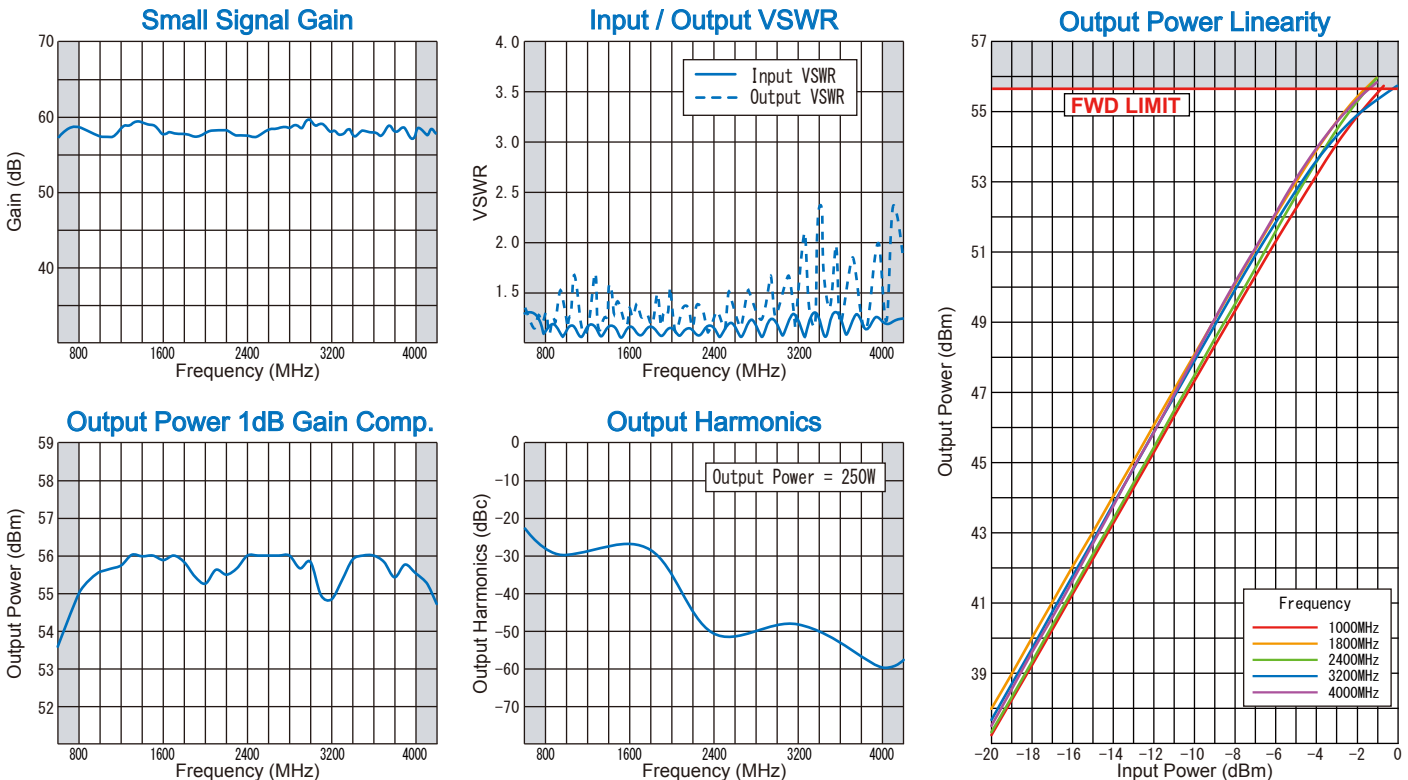 Small Signal Gain
70
60
50
40
Gain (dB)
800
1600
2400
3200
4000
Frequency (MHz)
Input / Output VSWR
4.0
3.5
3.0
2.5
2.0
1.5
VSWR
Input VSWR
Output VSWR
800
1600
2400
3200
4000
Frequency (MHz)
Output Power 1dB Gain Comp.
59
58
57
56
55
54
53
52
Output Power (dBm)
800
1600
2400
3200
4000
Frequency (MHz)
Output Harmonics
0
−10
−20
−30
−40
−50
−60
−70
Output Harmonics (dBc)
Output Power = 250W
800
1600
2400
3200
4000
Frequency (MHz)
Output Power Linearity
57
55
53
51
49
47
45
43
41
39
Output Power (dBm)
FWD LIMIT
Frequency
1000MHz
1800MHz
2400MHz
3200MHz
4000MHz
−20 −18 −16 −14 −12 −10 −8 −6 −4 −2 0
Input Power (dBm)